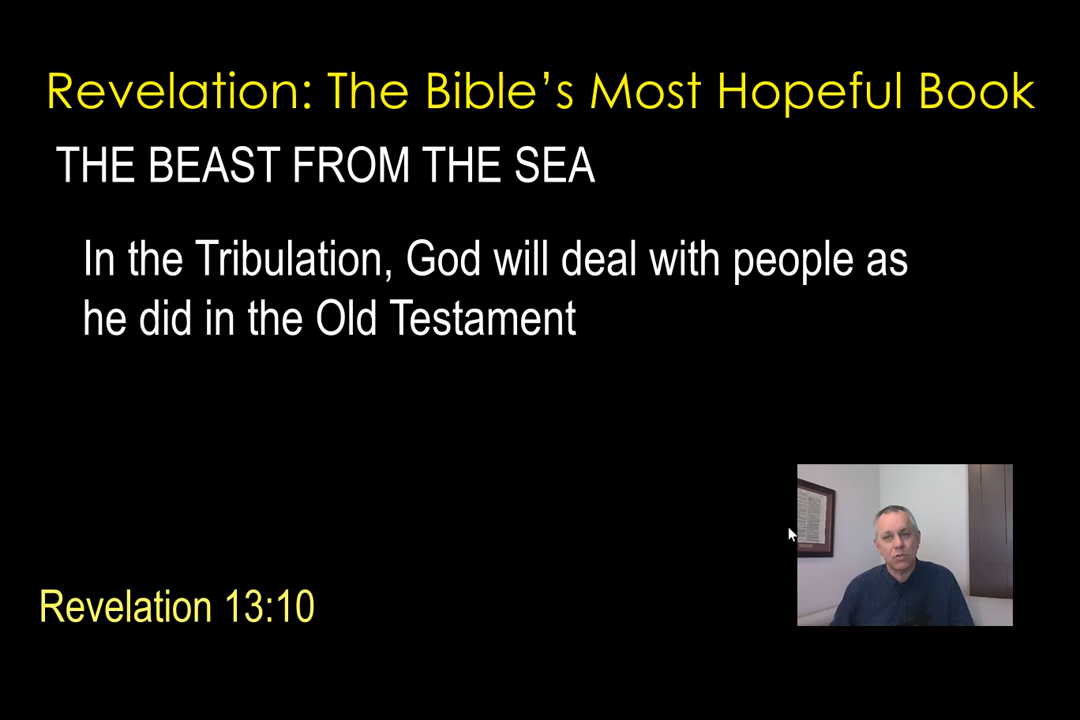 Revelation: The Bible’s Most Hopeful Book
THE BEAST FROM THE SEA
In the Tribulation, God will deal with people as
he did in the Old Testament
Revelation 13:10